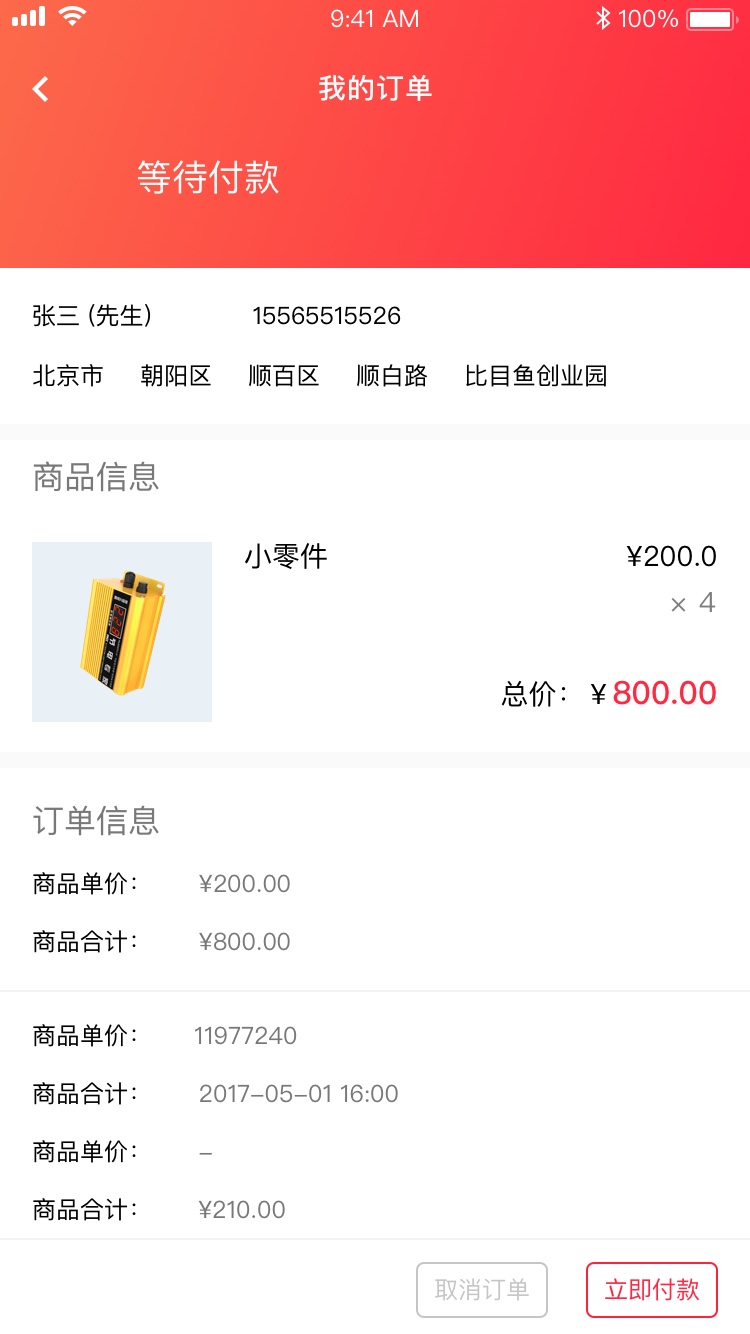 9:41 AM 100%
我的订单
等待付款
张三 (先生) 15565515526
北京市 朝阳区 顺百区 顺白路 比目鱼创业园
商品信息
小零件 ¥200.0
× 4
总价： ¥ 800.00
订单信息
商品单价： ¥200.00
商品合计： ¥800.00
商品单价： 11977240
商品合计： 2017-05-01 16:00
商品单价： -
商品合计： ¥210.00
取消订单 立即付款